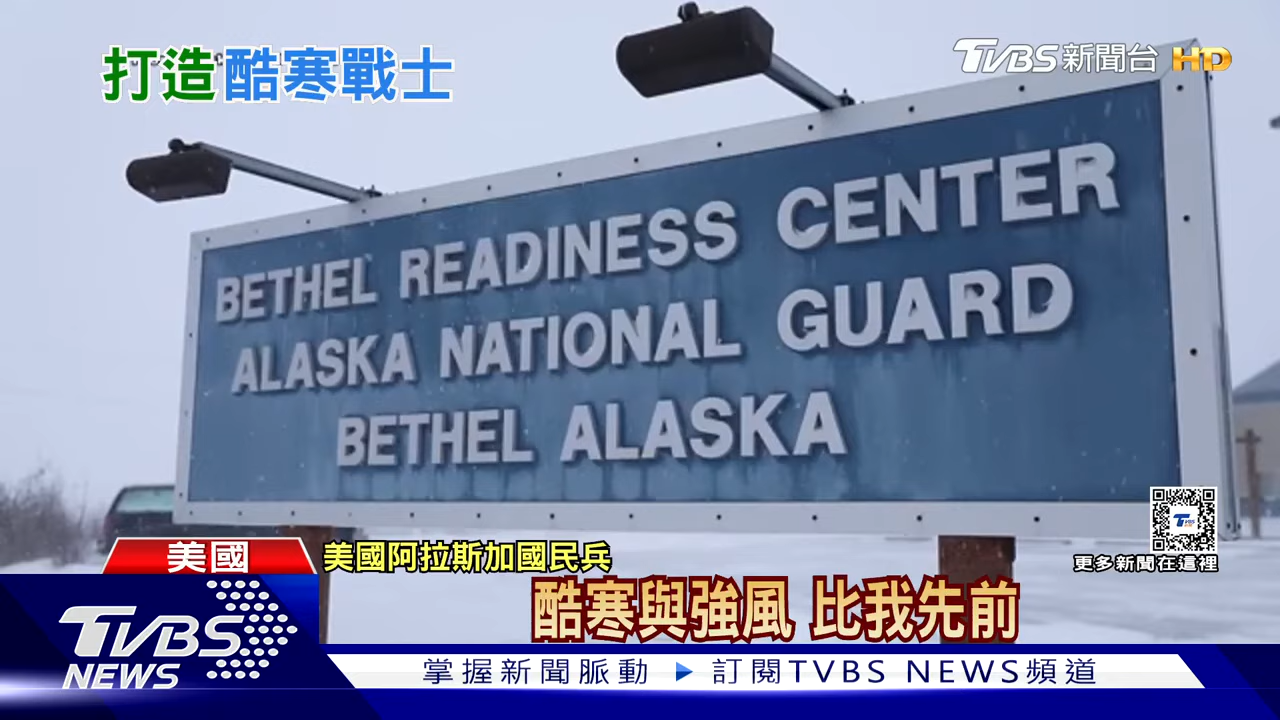 打造酷寒戰士
TVBS新聞台 HD
BETHEL READINESS CENTER
ALASKA NATIONAL GUARD
BETHEL ALASKA
更多新聞在這裡
美國
美國阿拉斯加國民兵
酷寒與強風 比我先前
TVBS
NEWS
掌握新聞脈動 ▶ 訂閱TVBS NEWS頻道